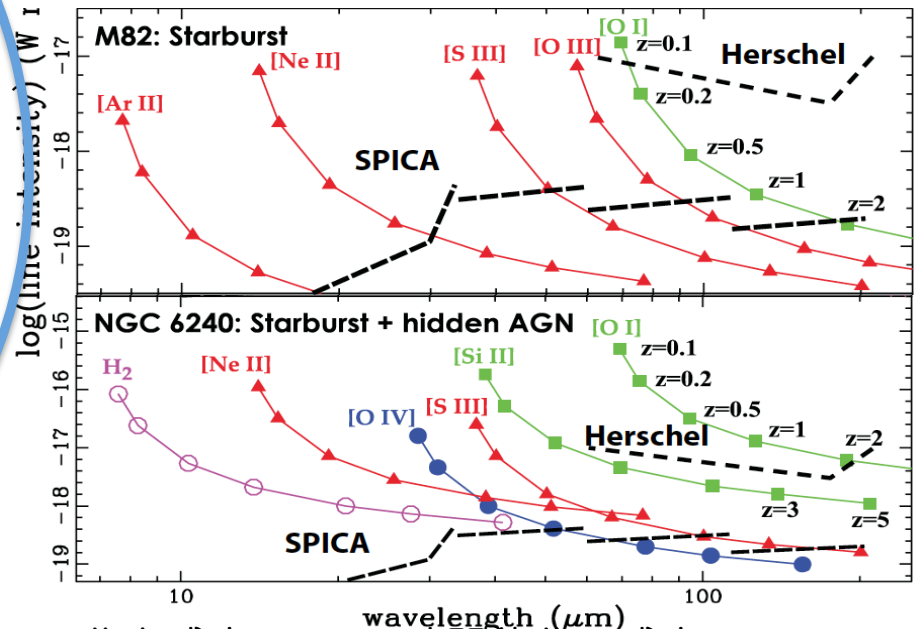 M82: Starburst
[Ar II]
[Ne II]
[S III]
[O III]
[O I]
z=0.1
z=0.2
z=0.5
z=1
z=2
Herschel
SPICA
−17
−18
−19
log(line intensity) (W
NGC 6240: Starburst + hidden AGN
H2
[Ne II]
[O IV]
[S III]
[Si II]
[O I]
z=0.1
z=0.2
z=0.5
z=1
z=2
z=3
z=5
Herschel
SPICA
−15
−16
−17
−18
−19
10
100
wavelength (μm)